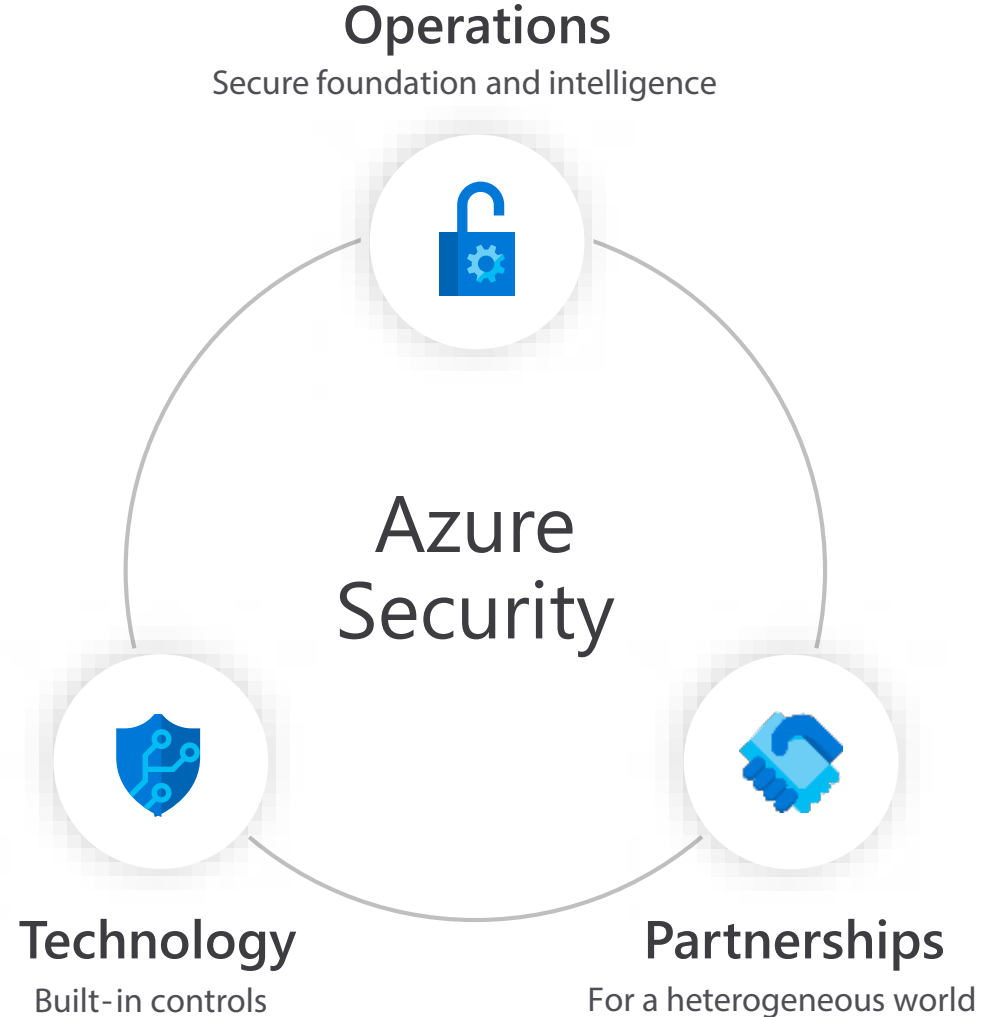 Operations
Secure foundation and intelligence
Azure
Security
Technology
Built-in controls
Partnerships
For a heterogeneous world